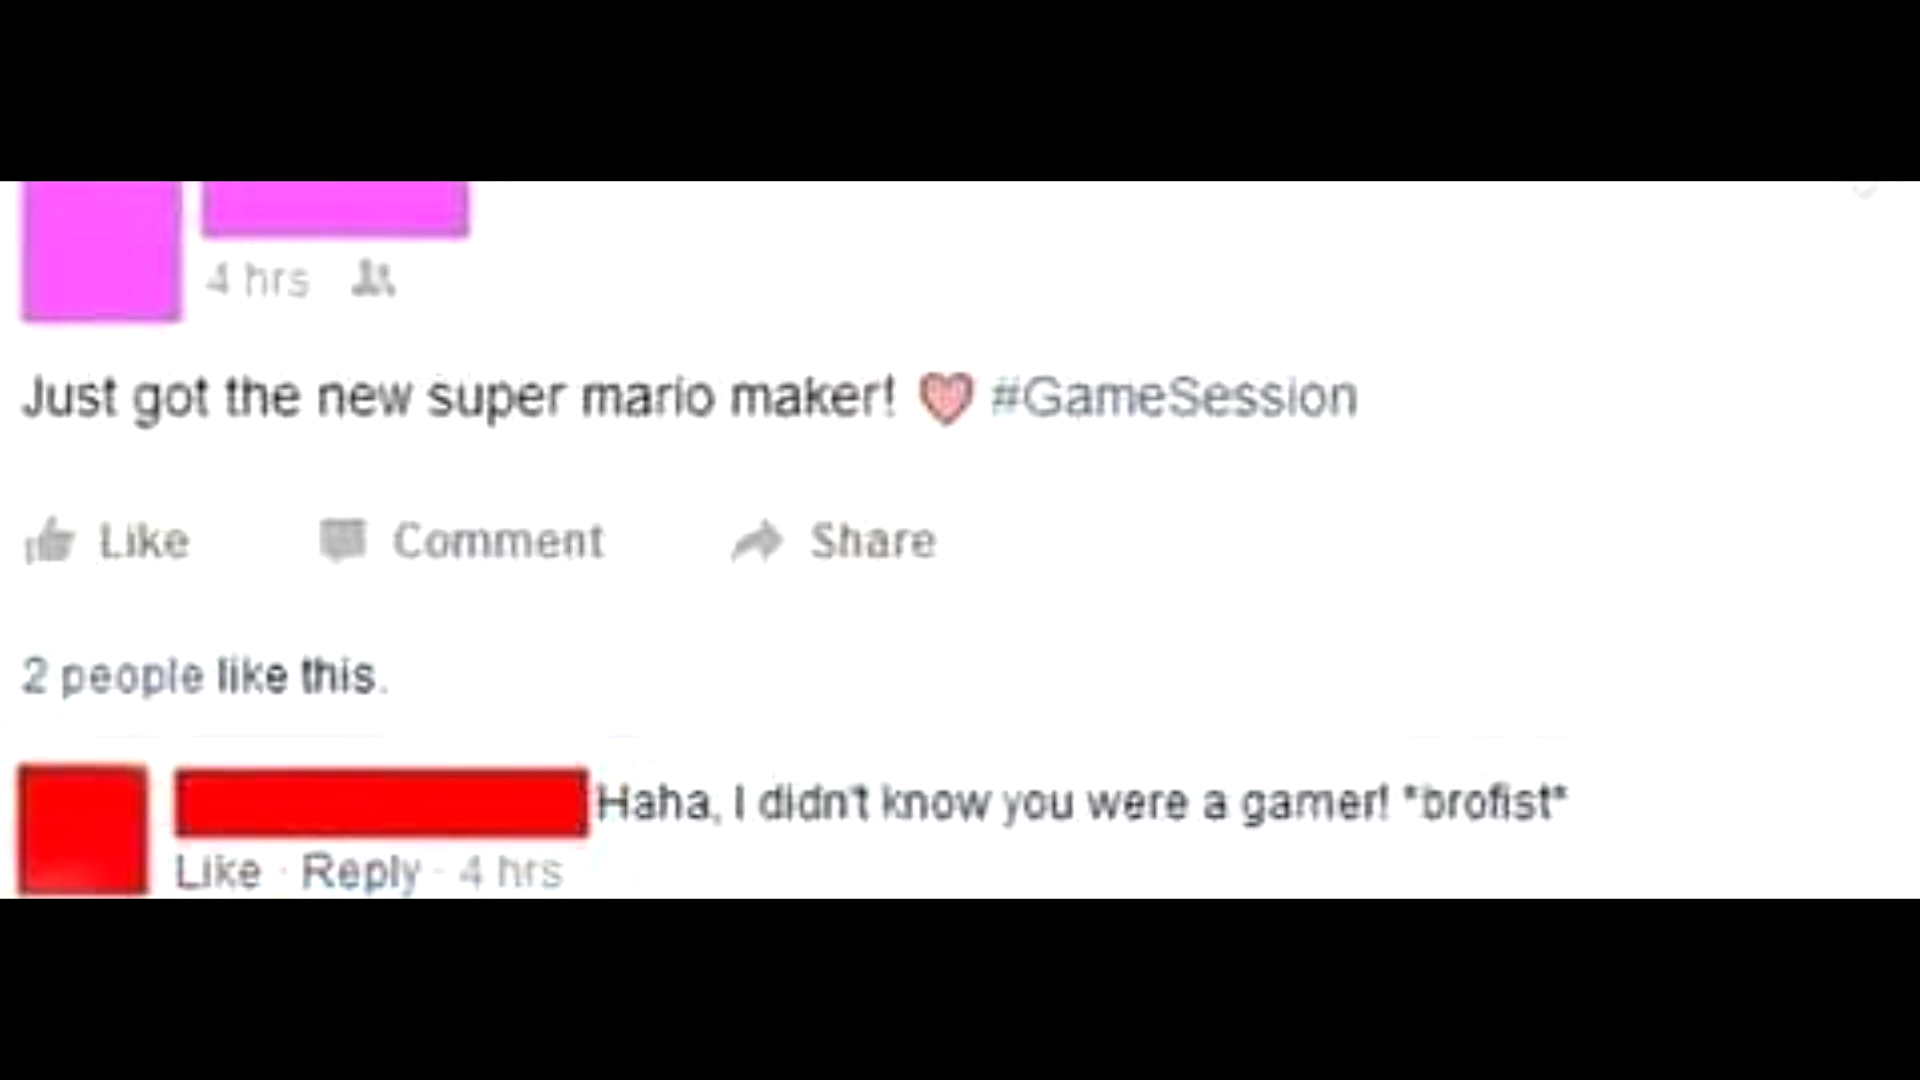 4 hrs
Just got the new super mario maker! #GameSession
Like Comment Share
2 people like this.
Haha, I didn't know you were a gamer! *brofist*
Like · Reply · 4 hrs